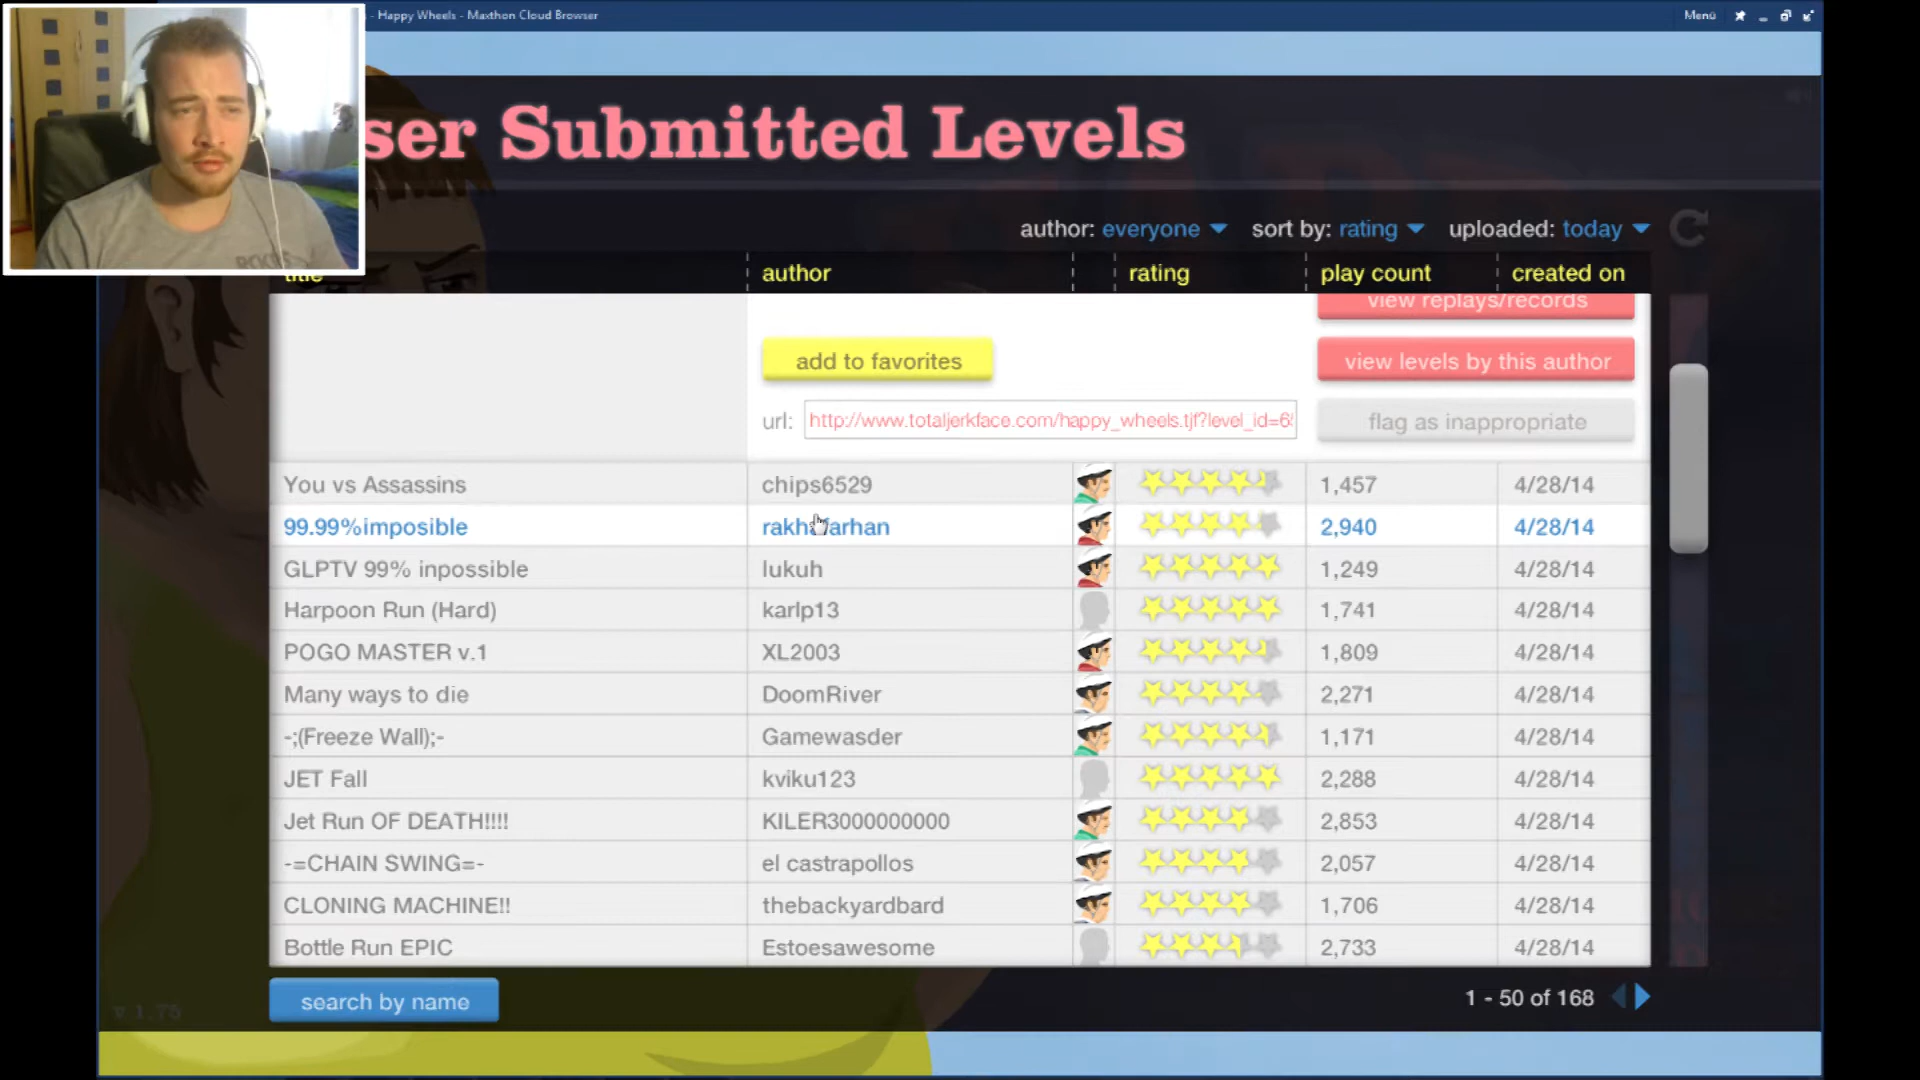 - Happy Wheels - Maxthon Cloud Browser
Menü
ser Submitted Levels
author: everyone sort by: rating uploaded: today
title author rating play count created on
view replays/records
add to favorites view levels by this author
url: http://www.totaljerkface.com/happy_wheels.tjf?level_id=6
flag as inappropriate
You vs Assassins chips6529 1,457 4/28/14
99.99%imposible 2,940 4/28/14
GLPTV 99% inpossible lukuh 1,249 4/28/14
Harpoon Run (Hard) karlp13 1,741 4/28/14
POGO MASTER v.1 XL2003 1,809 4/28/14
Many ways to die DoomRiver 2,271 4/28/14
-;(Freeze Wall);- Gamewasder 1,171 4/28/14
JET Fall kviku123 2,288 4/28/14
Jet Run OF DEATH!!!! KILER3000000000 2,853 4/28/14
-=CHAIN SWING=- el castrapollos 2,057 4/28/14
CLONING MACHINE!! thebackyardbard 1,706 4/28/14
Bottle Run EPIC Estoesawesome 2,733 4/28/14
v 1.75
search by name 1 - 50 of 168